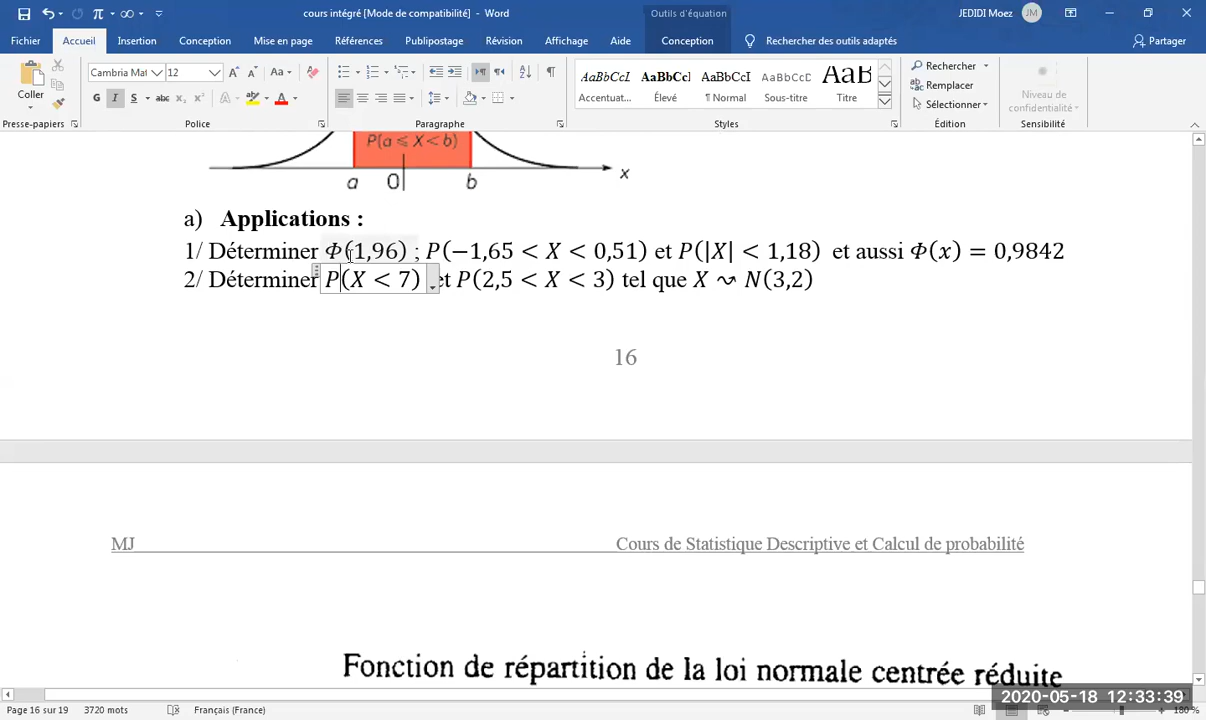 cours intégré [Mode de compatibilité] - Word
Outils d'équation
JEDIDI Moez JM
Fichier Accueil Insertion Conception Mise en page Références Publipostage Révision Affichage Aide Conception Rechercher des outils adaptés Partager
Coller
Cambria Mat 12
G I S abc x₂ x² A A
AaBbCcL AaBbCcI AaBbCcI AaBbCcD AaB
Accentuat... Élevé ¶ Normal Sous-titre Titre
Rechercher
Remplacer
Sélectionner
Niveau de confidentialité
Presse-papiers Police Paragraphe Styles Édition Sensibilité
P(a ⩽ X < b)
a 0 b x
a) Applications :
1/ Déterminer Φ(1,96) ; P(−1,65 < X < 0,51) et P(|X| < 1,18) et aussi Φ(x) = 0,9842
2/ Déterminer P(X < 7) et P(2,5 < X < 3) tel que X ⤳ N(3,2)
16
MJ Cours de Statistique Descriptive et Calcul de probabilité
Fonction de répartition de la loi normale centrée réduite
2020-05-18 12:33:39
Page 16 sur 19 3720 mots Français (France) 180 %